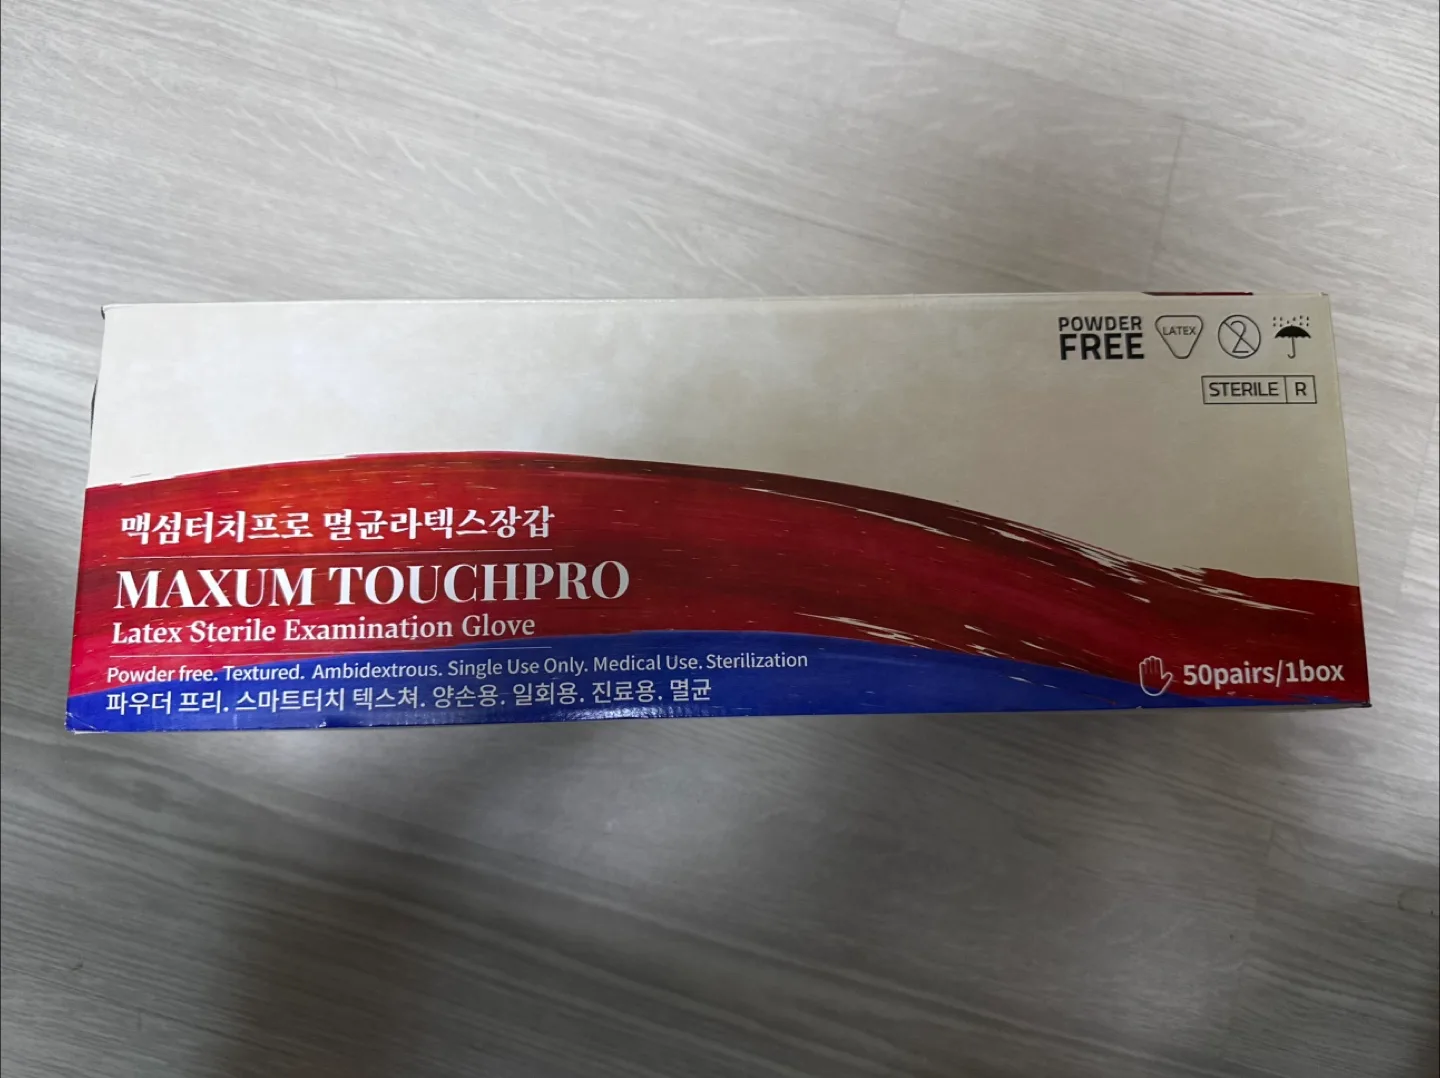 POWDER
FREE
LATEX
2
STERILE R
맥섬터치프로 멸균라텍스장갑
MAXUM TOUCHPRO
Latex Sterile Examination Glove
Powder free. Textured. Ambidextrous. Single Use Only. Medical Use. Sterilization
파우더 프리. 스마트터치 텍스쳐. 양손용. 일회용. 진료용. 멸균
50pairs/1box